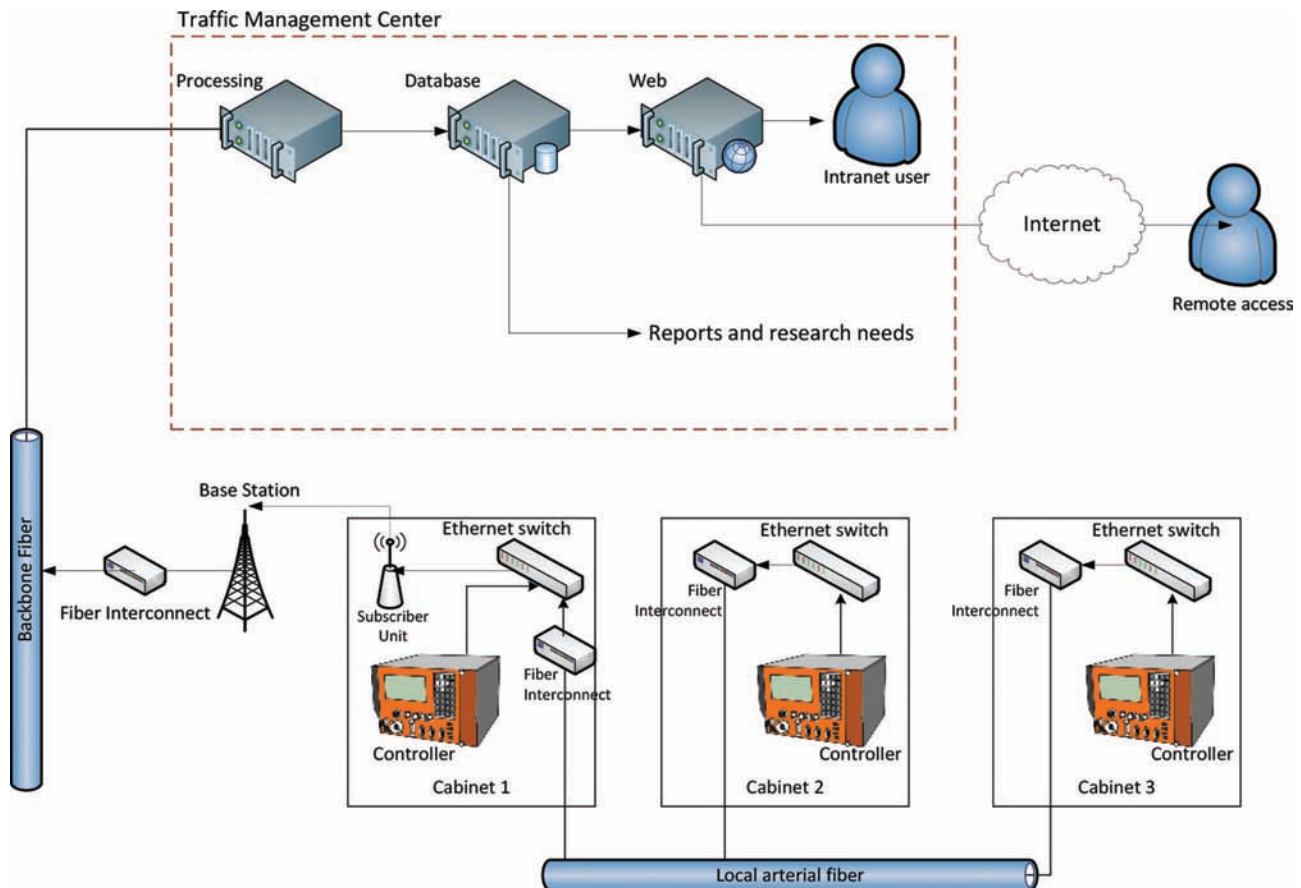 Traffic Management Center
Processing
Database
Web
Intranet user
Internet
Remote access
Reports and research needs
Backbone Fiber
Base Station
Fiber Interconnect
Ethernet switch
Subscriber
Unit
Fiber
Interconnect
Controller
Cabinet 1
Ethernet switch
Fiber
Interconnect
Controller
Cabinet 2
Ethernet switch
Fiber
Interconnect
Controller
Cabinet 3
Local arterial fiber